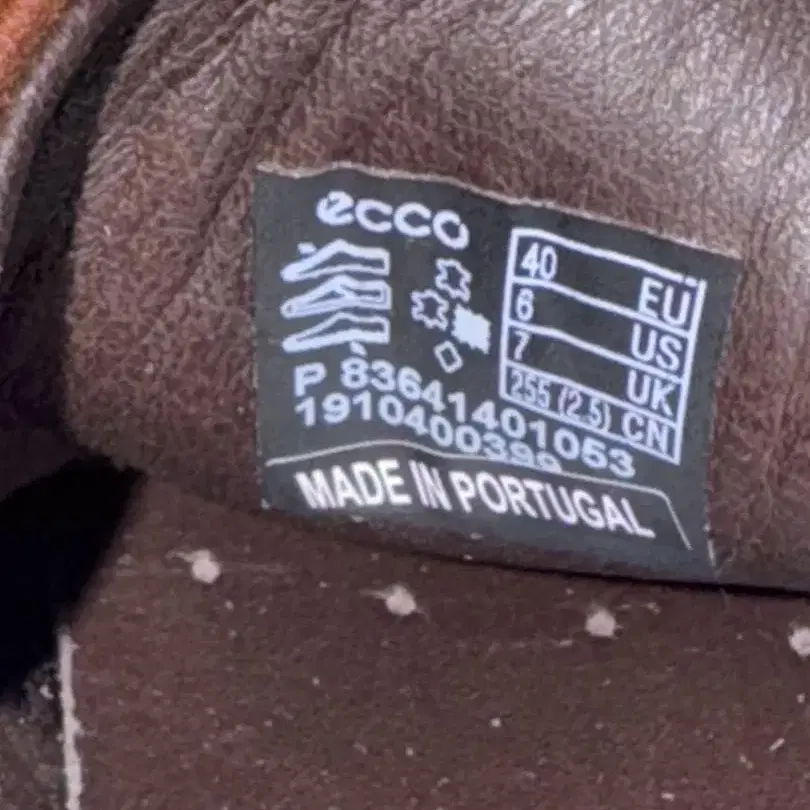 ecco
40 EU
6 US
7 UK
255 (2.5) CN
P 83641401053
1910400399
MADE IN PORTUGAL